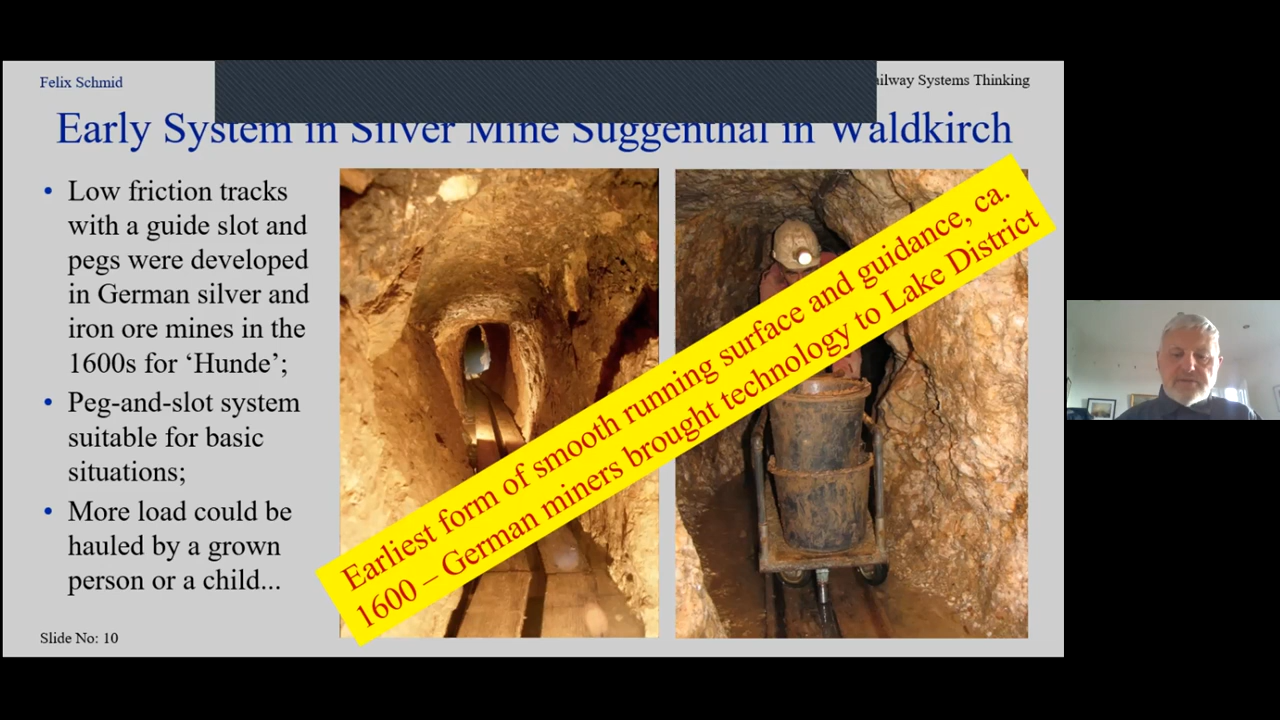 Felix Schmid
Railway Systems Thinking
Early System in Silver Mine Suggenthal in Waldkirch
• Low friction tracks
with a guide slot and
pegs were developed
in German silver and
iron ore mines in the
1600s for ‘Hunde’;
• Peg-and-slot system
suitable for basic
situations;
• More load could be
hauled by a grown
person or a child...
Earliest form of smooth running surface and guidance, ca.
1600 – German miners brought technology to Lake District
Slide No: 10